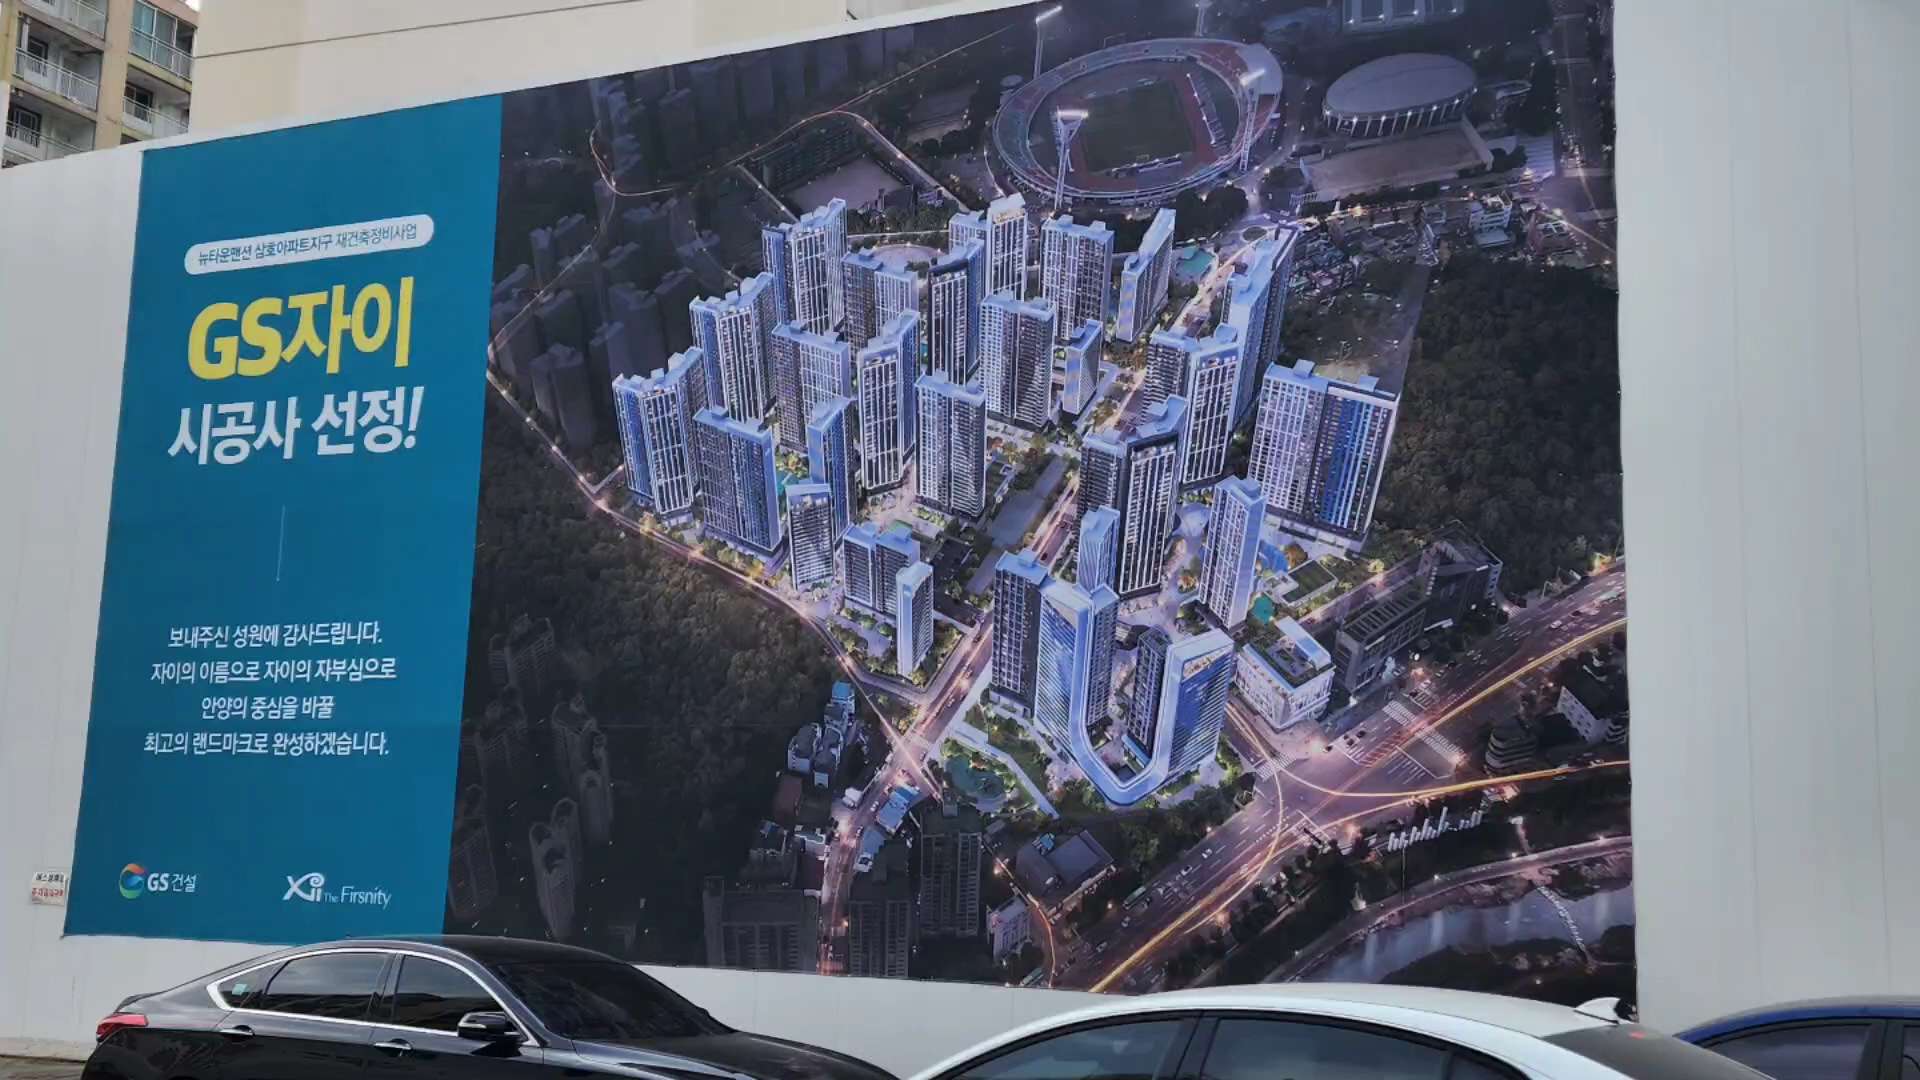 뉴타운맨션 삼호아파트지구 재건축정비사업
GS자이
시공사 선정!
보내주신 성원에 감사드립니다.
자이의 이름으로 자이의 자부심으로
안양의 중심을 바꿀
최고의 랜드마크로 완성하겠습니다.
GS 건설
Xi The Firsnity